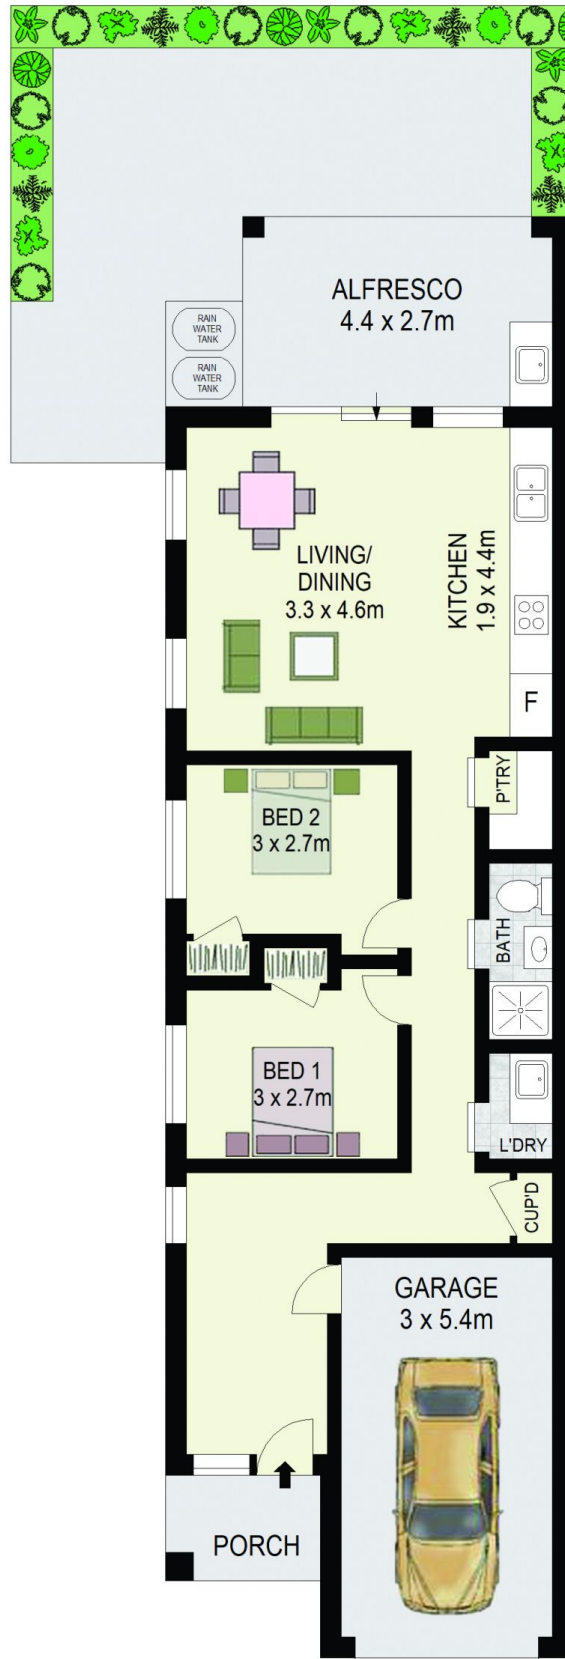 ALFRESCO
4.4 x 2.7m
RAIN
WATER
TANK
RAIN
WATER
TANK
LIVING/
DINING
3.3 x 4.6m
KITCHEN
1.9 x 4.4m
F
P'TRY
BED 2
3 x 2.7m
BATH
BED 1
3 x 2.7m
L'DRY
CUP'D
GARAGE
3 x 5.4m
PORCH